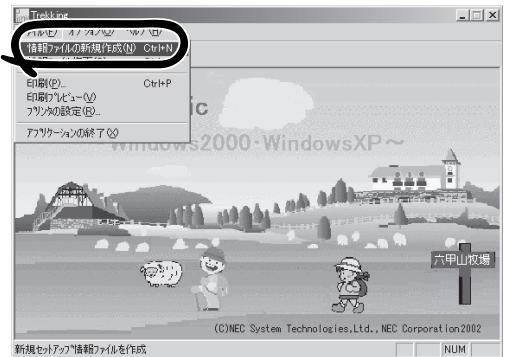 Trekking
ファイル(F) オプション(O) ヘルプ(H)
情報ファイルの新規作成(N) Ctrl+N
印刷(P)... Ctrl+P
印刷プレビュー(V)
プリンタの設定(R)...
アプリケーションの終了(X)
ic
Windows2000・WindowsXP～
六甲山牧場
(C)NEC System Technologies,Ltd., NEC Corporation2002
新規セットアップ情報ファイルを作成
NUM